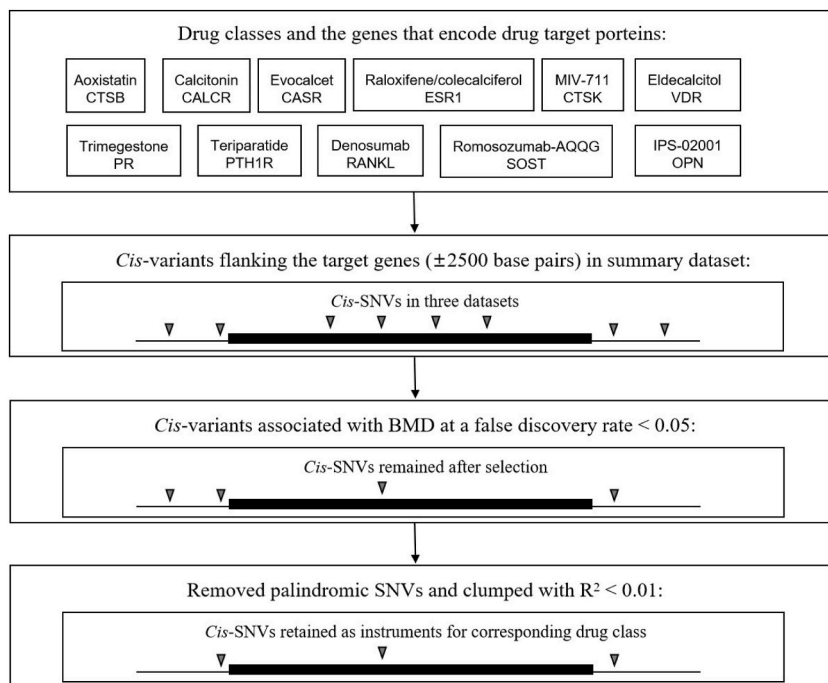 Drug classes and the genes that encode drug target porteins:
Aoxistatin
CTSB
Calcitonin
CALCR
Evocalcet
CASR
Raloxifene/colecalciferol
ESR1
MIV-711
CTSK
Eldecalcitol
VDR
Trimegestone
PR
Teriparatide
PTH1R
Denosumab
RANKL
Romosozumab-AQQG
SOST
IPS-02001
OPN
Cis-variants flanking the target genes (±2500 base pairs) in summary dataset:
Cis-SNVs in three datasets
Cis-variants associated with BMD at a false discovery rate < 0.05:
Cis-SNVs remained after selection
Removed palindromic SNVs and clumped with R² < 0.01:
Cis-SNVs retained as instruments for corresponding drug class